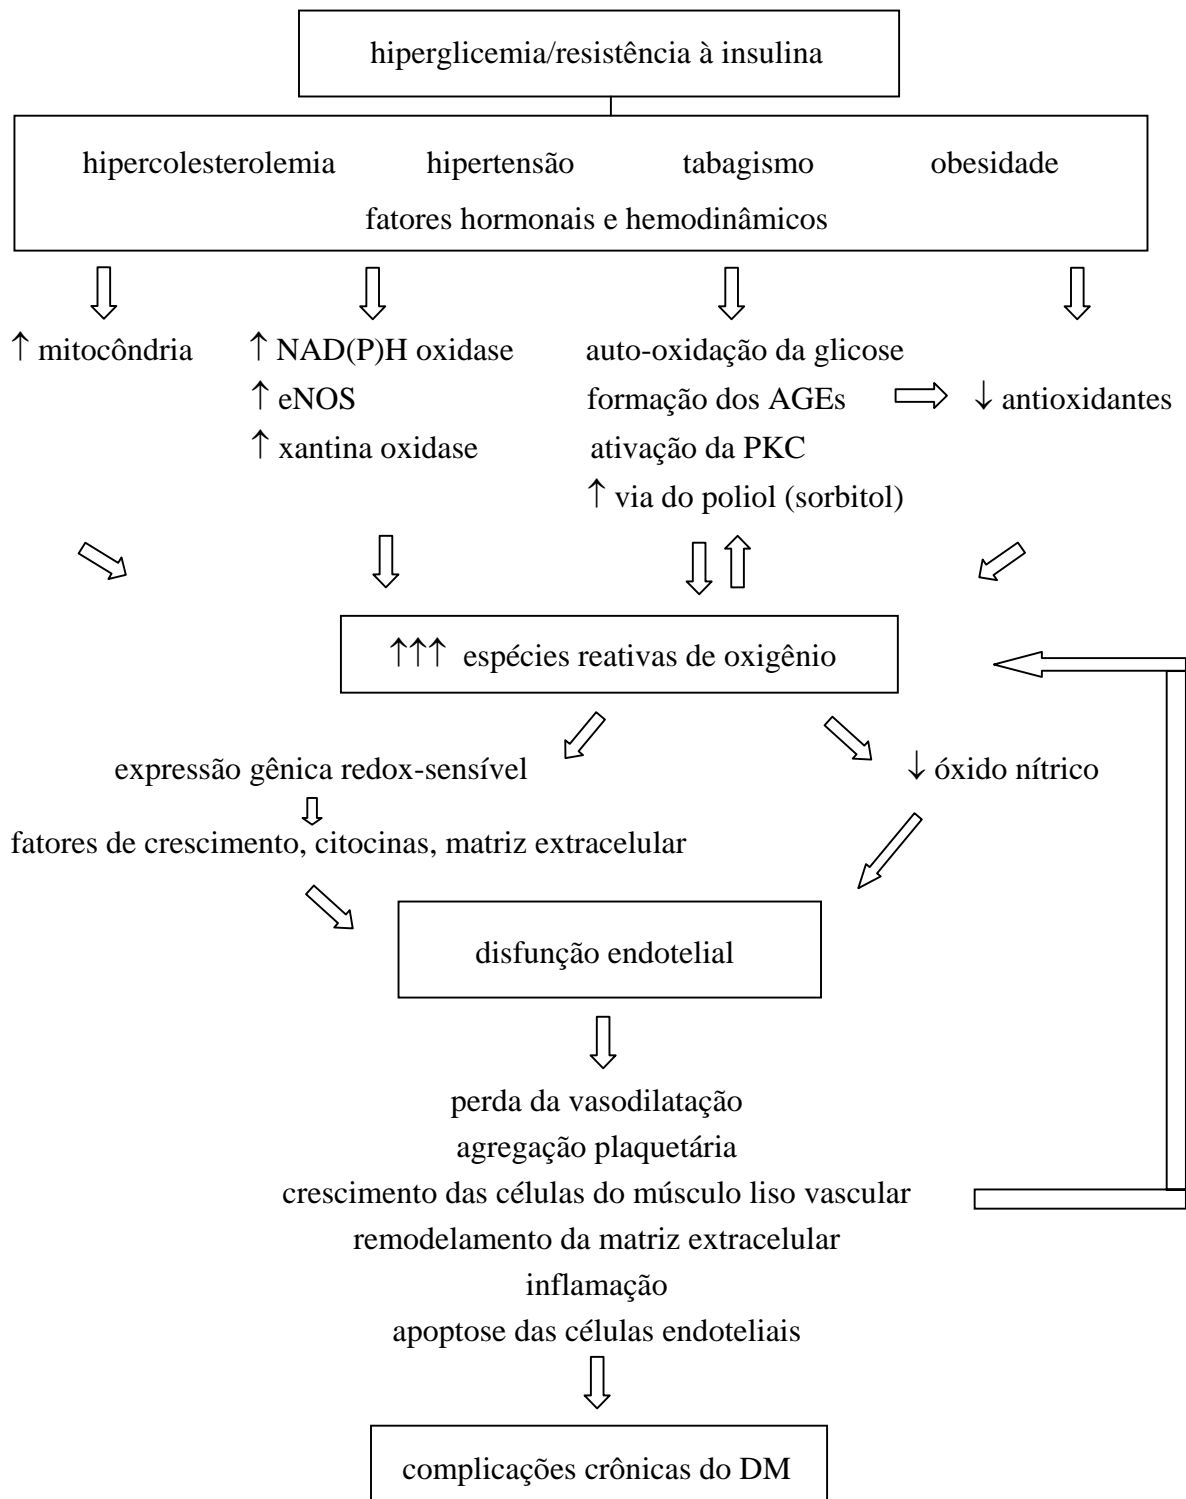 hiperglicemia/resistência à insulina
hipercolesterolemia hipertensão tabagismo obesidade
fatores hormonais e hemodinâmicos
↑ mitocôndria ↑ NAD(P)H oxidase auto-oxidação da glicose
↑ eNOS formação dos AGEs ↓ antioxidantes
↑ xantina oxidase ativação da PKC
↑ via do poliol (sorbitol)
↑↑↑ espécies reativas de oxigênio
expressão gênica redox-sensível ↓ óxido nítrico
fatores de crescimento, citocinas, matriz extracelular
disfunção endotelial
perda da vasodilatação
agregação plaquetária
crescimento das células do músculo liso vascular
remodelamento da matriz extracelular
inflamação
apoptose das células endoteliais
complicações crônicas do DM